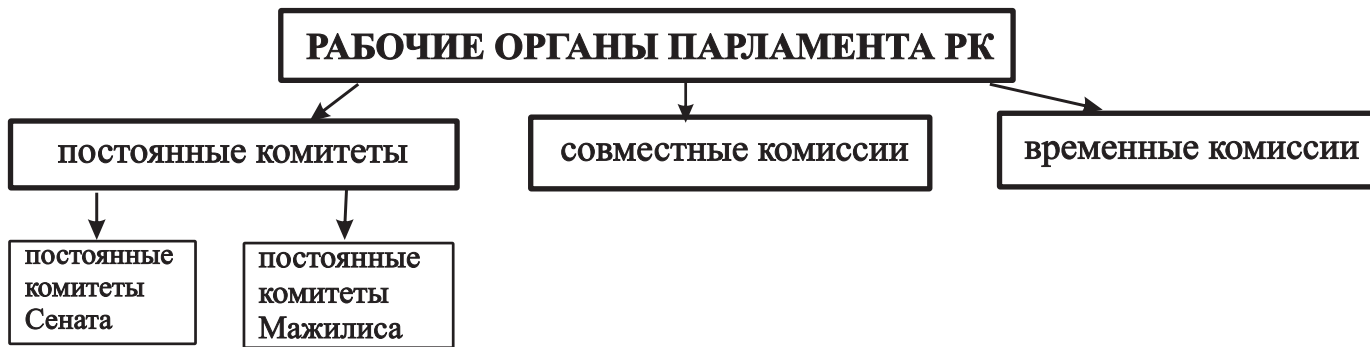 РАБОЧИЕ ОРГАНЫ ПАРЛАМЕНТА РК
постоянные комитеты
совместные комиссии
временные комиссии
постоянные
комитеты
Сената
постоянные
комитеты
Мажилиса